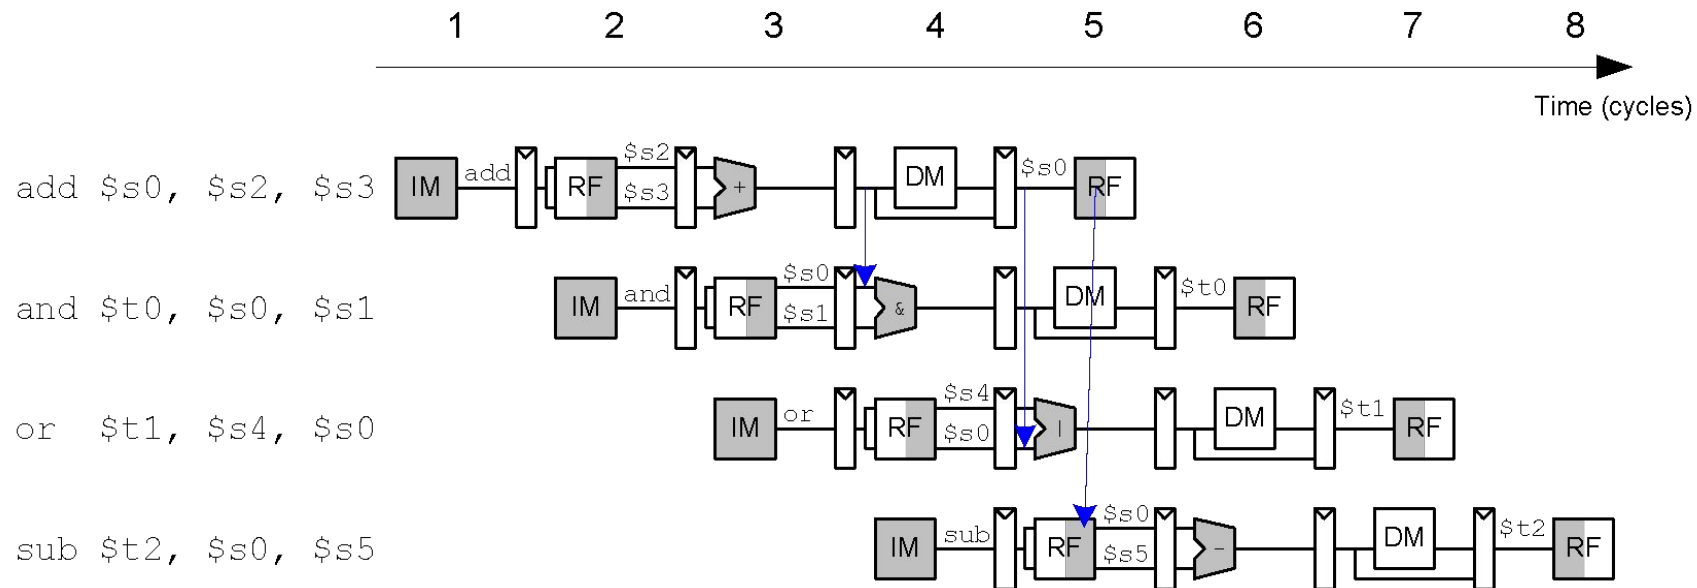 1 2 3 4 5 6 7 8
Time (cycles)
add $s0, $s2, $s3 IM add RF $s2 $s3 + DM $s0 RF
and $t0, $s0, $s1 IM and RF $s0 $s1 & DM $t0 RF
or $t1, $s4, $s0 IM or RF $s4 $s0 | DM $t1 RF
sub $t2, $s0, $s5 IM sub RF $s0 $s5 - DM $t2 RF